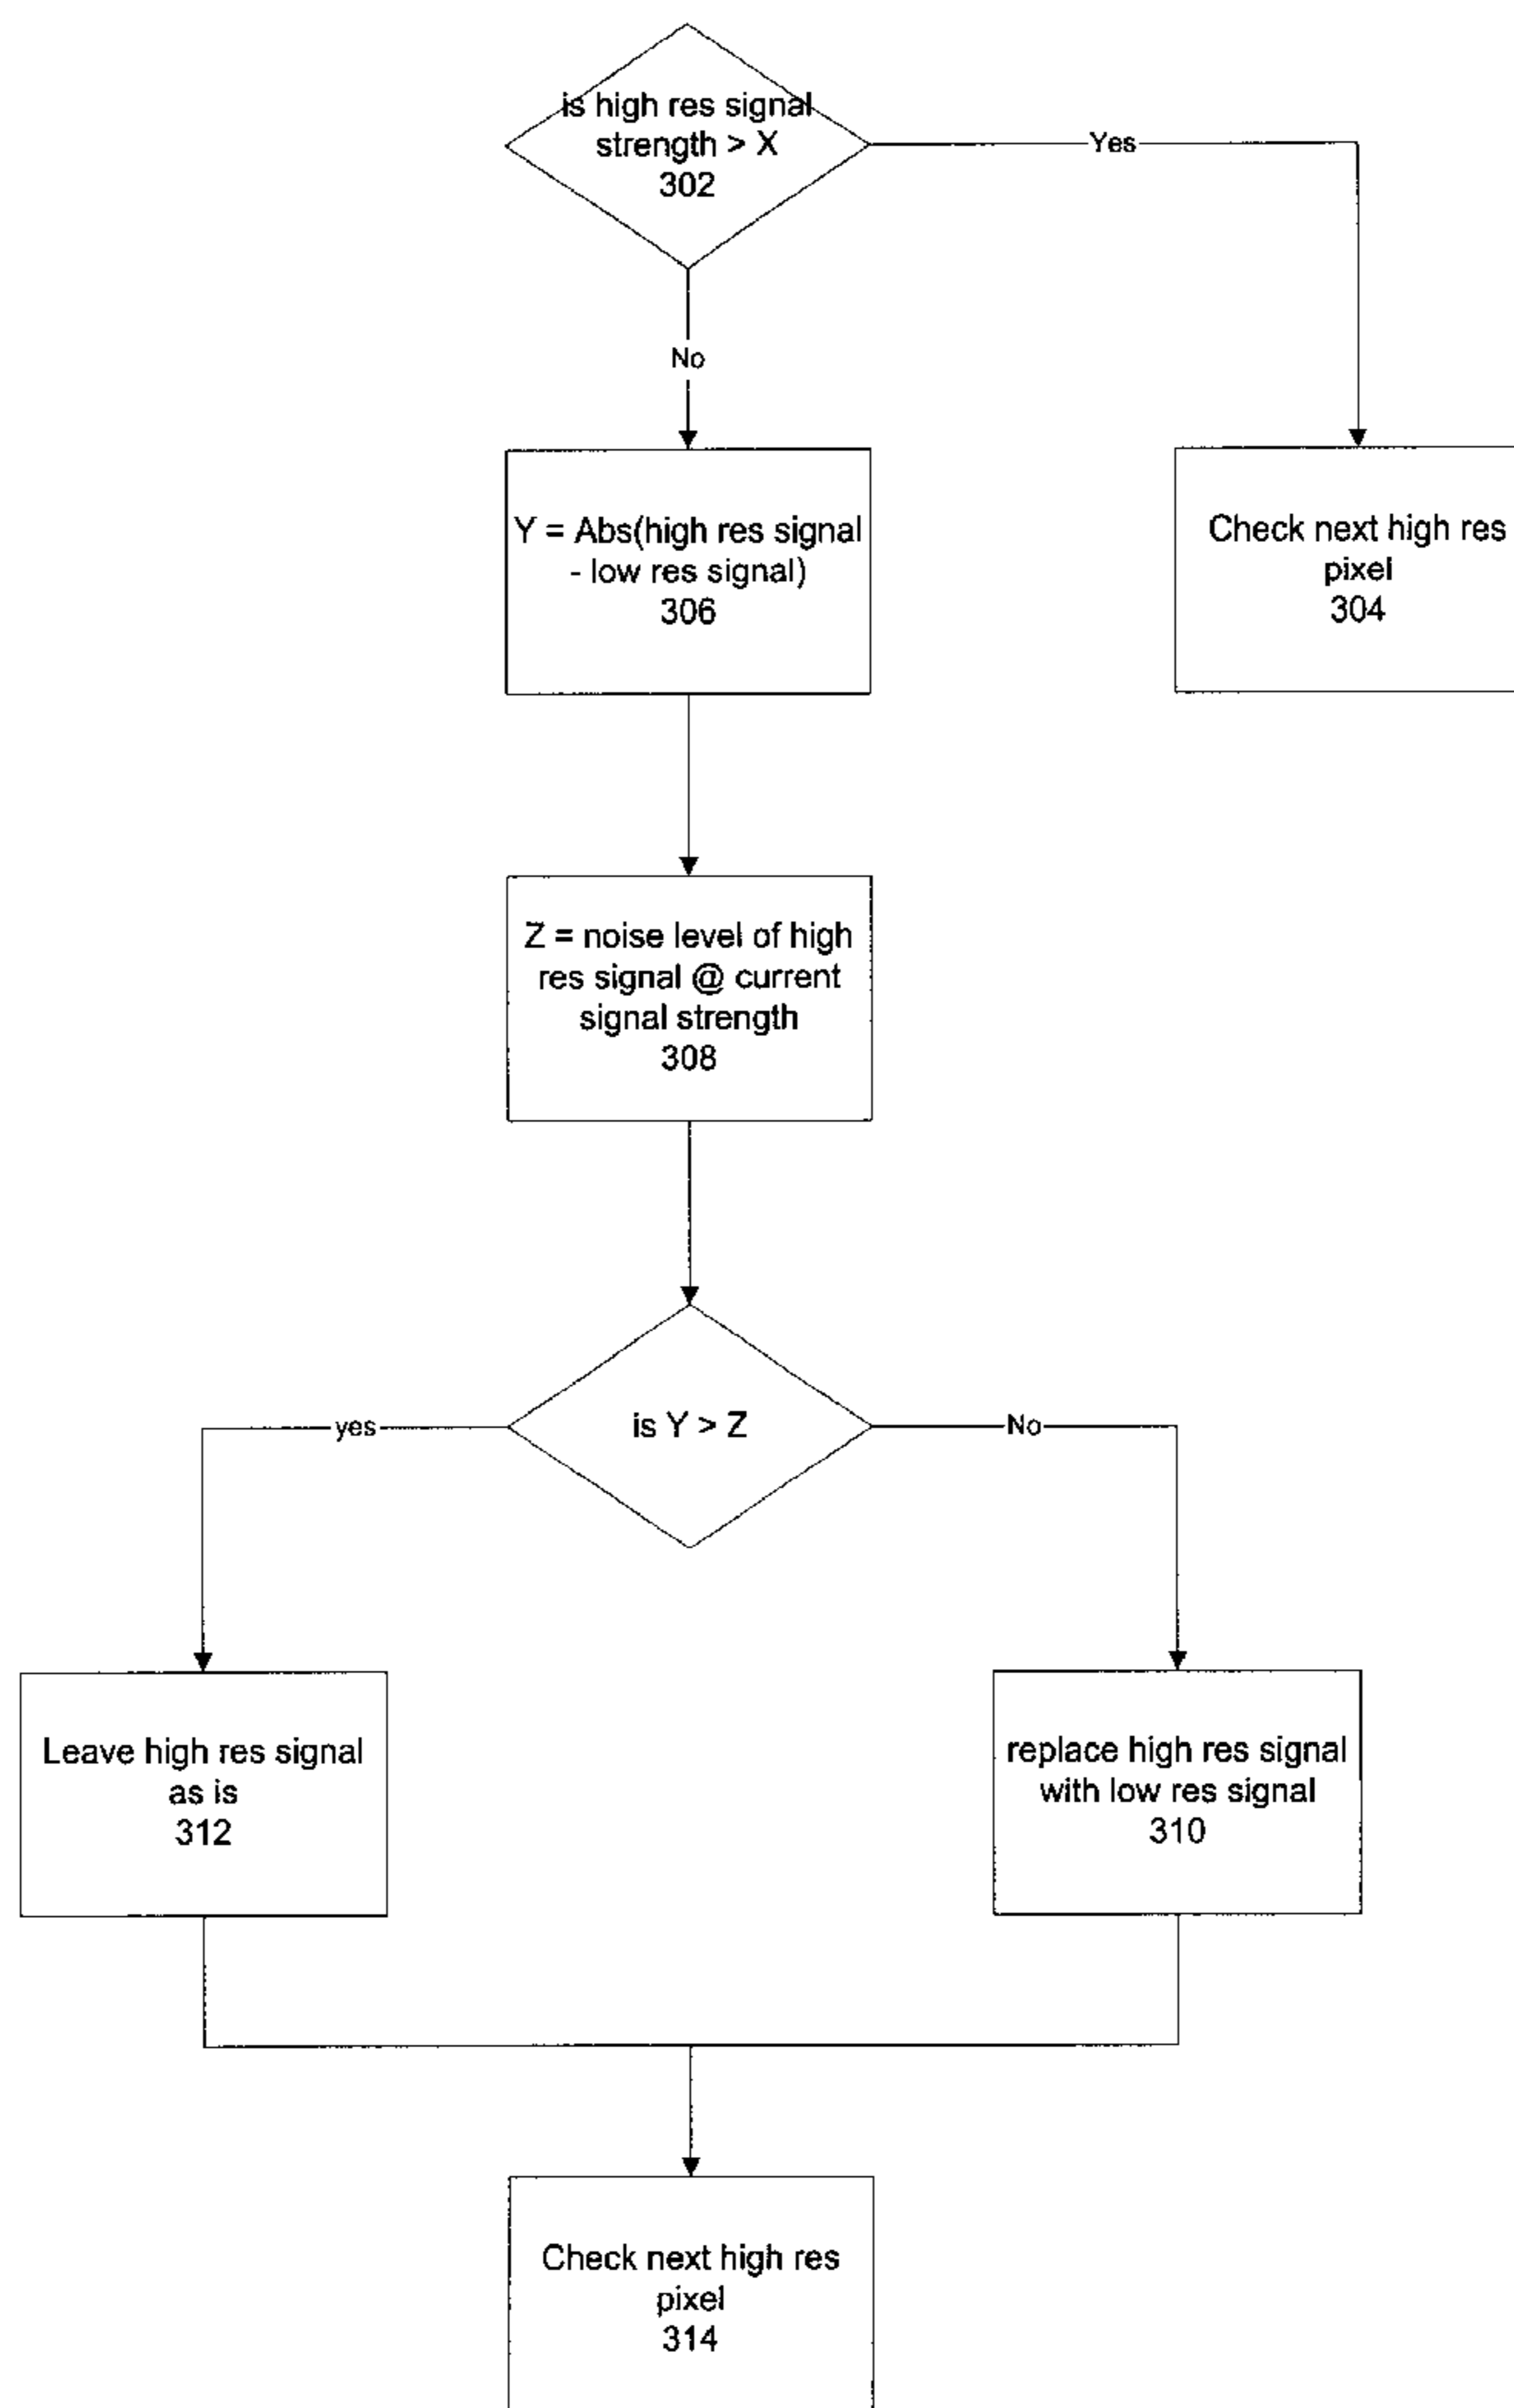 is high res signal
strength > X
302
Yes
No
Y = Abs(high res signal
- low res signal)
306
Check next high res
pixel
304
Z = noise level of high
res signal @ current
signal strength
308
yes
is Y > Z
No
Leave high res signal
as is
312
replace high res signal
with low res signal
310
Check next high res
pixel
314